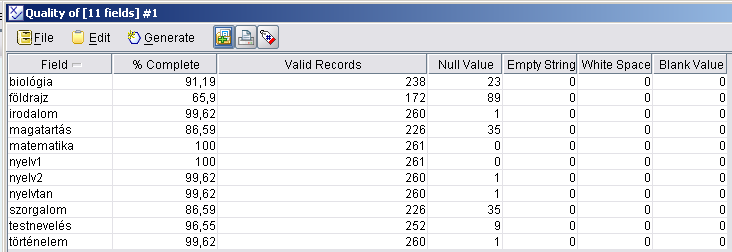 Quality of [11 fields] #1
File Edit Generate
Field % Complete Valid Records Null Value Empty String White Space Blank Value
biológia 91,19 238 23 0 0 0
földrajz 65,9 172 89 0 0 0
irodalom 99,62 260 1 0 0 0
magatartás 86,59 226 35 0 0 0
matematika 100 261 0 0 0 0
nyelv1 100 261 0 0 0 0
nyelv2 99,62 260 1 0 0 0
nyelvtan 99,62 260 1 0 0 0
szorgalom 86,59 226 35 0 0 0
testnevelés 96,55 252 9 0 0 0
történelem 99,62 260 1 0 0 0